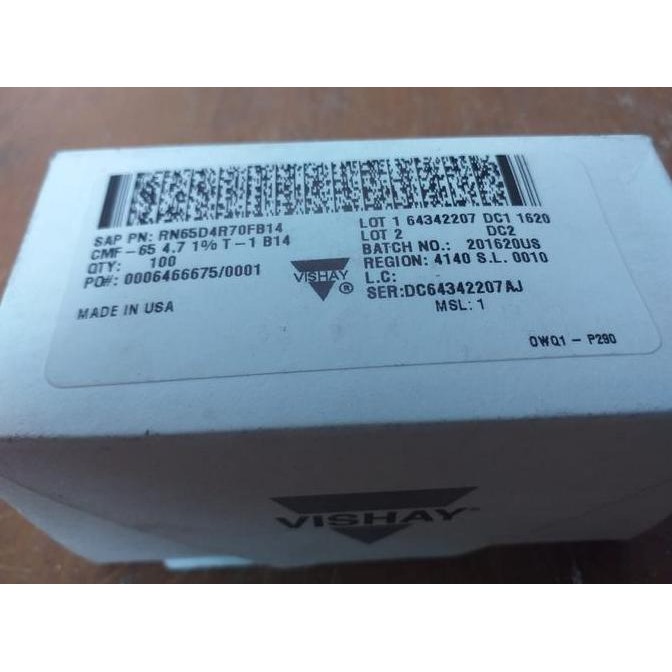 SAP PN: RN65D4R70FB14
CMF-65 4.7 1% T-1 B14
QTY: 100
PO#: 0006466675/0001
MADE IN USA
VISHAY ®
LOT 1 64342207 DC1 1620
LOT 2 DC2
BATCH NO.: 201620US
REGION: 4140 S.L. 0010
L.C: -
SER:DC64342207AJ
MSL: 1
OWQ1 - P290
VISHAY®